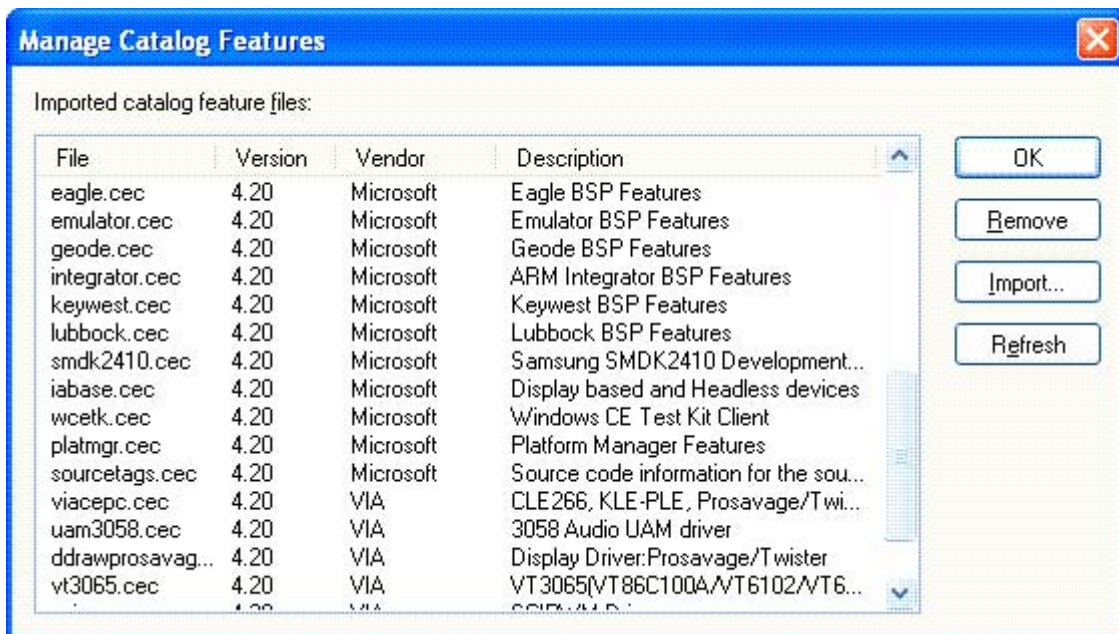 Manage Catalog Features
Imported catalog feature files:
File Version Vendor Description
eagle.cec 4.20 Microsoft Eagle BSP Features
emulator.cec 4.20 Microsoft Emulator BSP Features
geode.cec 4.20 Microsoft Geode BSP Features
integrator.cec 4.20 Microsoft ARM Integrator BSP Features
keywest.cec 4.20 Microsoft Keywest BSP Features
lubbock.cec 4.20 Microsoft Lubbock BSP Features
smdk2410.cec 4.20 Microsoft Samsung SMDK2410 Development...
iabase.cec 4.20 Microsoft Display based and Headless devices
wcetk.cec 4.20 Microsoft Windows CE Test Kit Client
platmgr.cec 4.20 Microsoft Platform Manager Features
sourcetags.cec 4.20 Microsoft Source code information for the sou...
viacepc.cec 4.20 VIA CLE266, KLE-PLE, Prosavage/Twi...
uam3058.cec 4.20 VIA 3058 Audio UAM driver
ddrawprosavag... 4.20 VIA Display Driver:Prosavage/Twister
vt3065.cec 4.20 VIA VT3065(VT86C100A/VT6102/VT6...
OK
Remove
Import...
Refresh